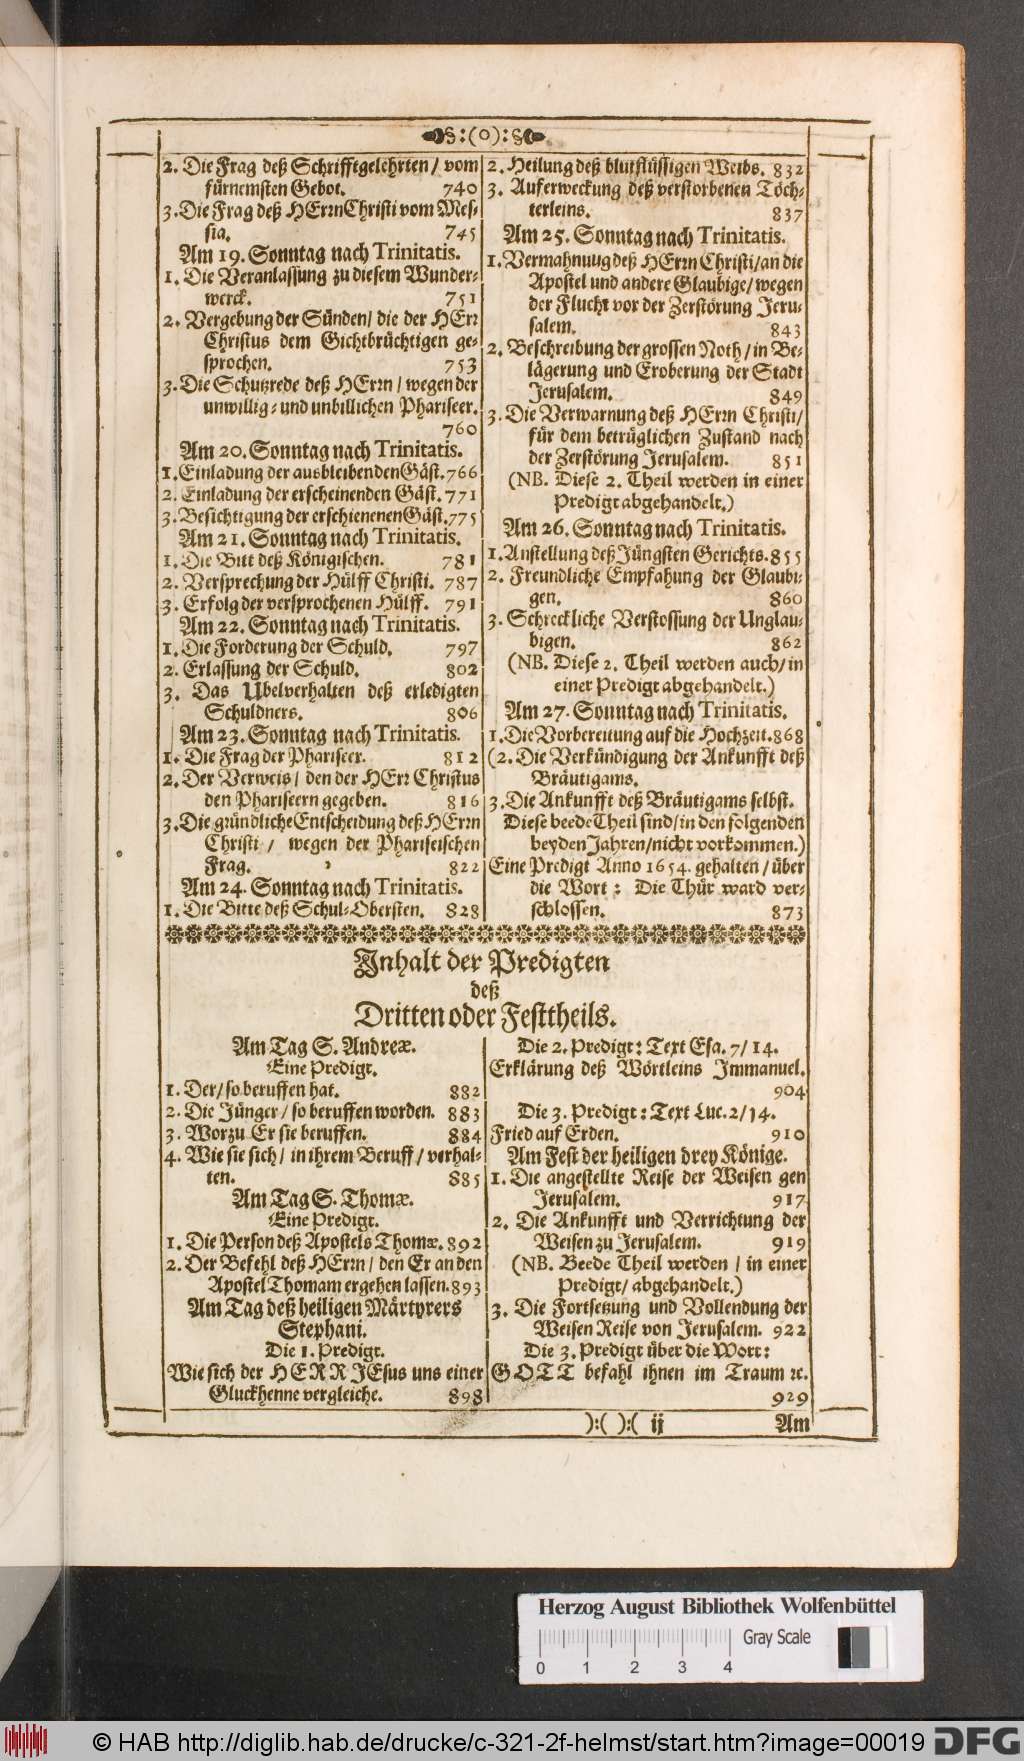 §:(o):§
2. Die Frag deß Schrifftgelehrten / vom
fürnemsten Gebot. 740
3. Die Frag deß HErrn Christi vom Mes-
sia. 745
Am 19. Sonntag nach Trinitatis.
1. Die Veranlassung zu diesem Wunder-
werck. 751
2. Vergebung der Sünden / die der HErr
Christus dem Gichtbrüchtigen ge-
sprochen. 753
3. Die Schutzrede deß HErrn / wegen der
unwillig- und unbillichen Phariseer.
760
Am 20. Sonntag nach Trinitatis.
1. Einladung der ausbleibenden Gäst. 766
2. Einladung der erscheinenden Gäst. 771
3. Besichtigung der erschienenen Gäst. 775
Am 21. Sonntag nach Trinitatis.
1. Die Bitt deß Königischen. 781
2. Versprechung der Hülff Christi. 787
3. Erfolg der versprochenen Hülff. 791
Am 22. Sonntag nach Trinitatis.
1. Die Forderung der Schuld. 797
2. Erlassung der Schuld. 802
3. Das Ubelverhalten deß erledigten
Schuldners. 806
Am 23. Sonntag nach Trinitatis.
1. Die Frag der Phariseer. 812
2. Der Verweis / den der HErr Christus
den Phariseern gegeben. 816
3. Die gründliche Entscheidung deß HErrn
Christi / wegen der Phariseischen
Frag. 822
Am 24. Sonntag nach Trinitatis.
1. Die Bitte deß Schul-Obersten. 828
2. Heilung deß blutflüssigen Weibs. 832
3. Auferweckung deß verstorbenen Töch-
terleins. 837
Am 25. Sonntag nach Trinitatis.
1. Vermahnuug deß HErrn Christi / an die
Apostel und andere Glaubige / wegen
der Flucht vor der Zerstörung Jeru-
salem. 843
2. Beschreibung der grossen Noth / in Be-
lägerung und Eroberung der Stadt
Jerusalem. 849
3. Die Verwarnung deß HErrn Christi /
für dem betrüglichen Zustand nach
der Zerstörung Jerusalem. 851
(NB. Diese 2. Theil werden in einer
Predigt abgehandelt.)
Am 26. Sonntag nach Trinitatis.
1. Anstellung deß Jüngsten Gerichts. 855
2. Freundliche Empfahung der Glaubi-
gen. 860
3. Schreckliche Verstossung der Unglau-
bigen. 862
(NB. Diese 2. Theil werden auch / in
einer Predigt abgehandelt.)
Am 27. Sonntag nach Trinitatis.
1. Die Vorbereitung auf die Hochzeit. 868
(2. Die Verkündigung der Ankunfft deß
Bräutigams.
3. Die Ankunfft deß Bräutigams selbst.
Diese beede Theil sind / in den folgenden
beyden Jahren / nicht vorkommen.)
Eine Predigt Anno 1654. gehalten / über
die Wort: Die Thür ward ver-
schlossen. 873
Inhalt der Predigten
deß
Dritten oder Festtheils.
Am Tag S. Andreæ.
Eine Predigt.
1. Der / so beruffen hat. 882
2. Die Jünger / so beruffen worden. 883
3. Worzu Er sie beruffen. 884
4. Wie sie sich / in ihrem Beruff / verhal-
ten. 885
Am Tag S. Thomæ.
Eine Predigt.
1. Die Person deß Apostels Thomæ. 892
2. Der Befehl deß HErrn / den Er an den
Apostel Thomam ergehen lassen. 893
Am Tag deß heiligen Märtyrers
Stephani.
Die 1. Predigt.
Wie sich der HERR JEsus uns einer
Gluckhenne vergleiche. 898
Die 2. Predigt: Text Esa. 7/14.
Erklärung deß Wörtleins Immanuel.
904
Die 3. Predigt: Text Luc. 2/14.
Fried auf Erden. 910
Am Fest der heiligen drey Könige.
1. Die angestellte Reise der Weisen gen
Jerusalem. 917
2. Die Ankunfft und Verrichtung der
Weisen zu Jerusalem. 919
(NB. Beede Theil werden / in einer
Predigt / abgehandelt.)
3. Die Fortsetzung und Vollendung der
Weisen Reise von Jerusalem. 922
Die 3. Predigt über die Wort:
GOTT befahl ihnen im Traum ꝛc.
929
):( ):( ij Am
Herzog August Bibliothek Wolfenbüttel
Gray Scale
0 1 2 3 4
© HAB http://diglib.hab.de/drucke/c-321-2f-helmst/start.htm?image=00019 DFG